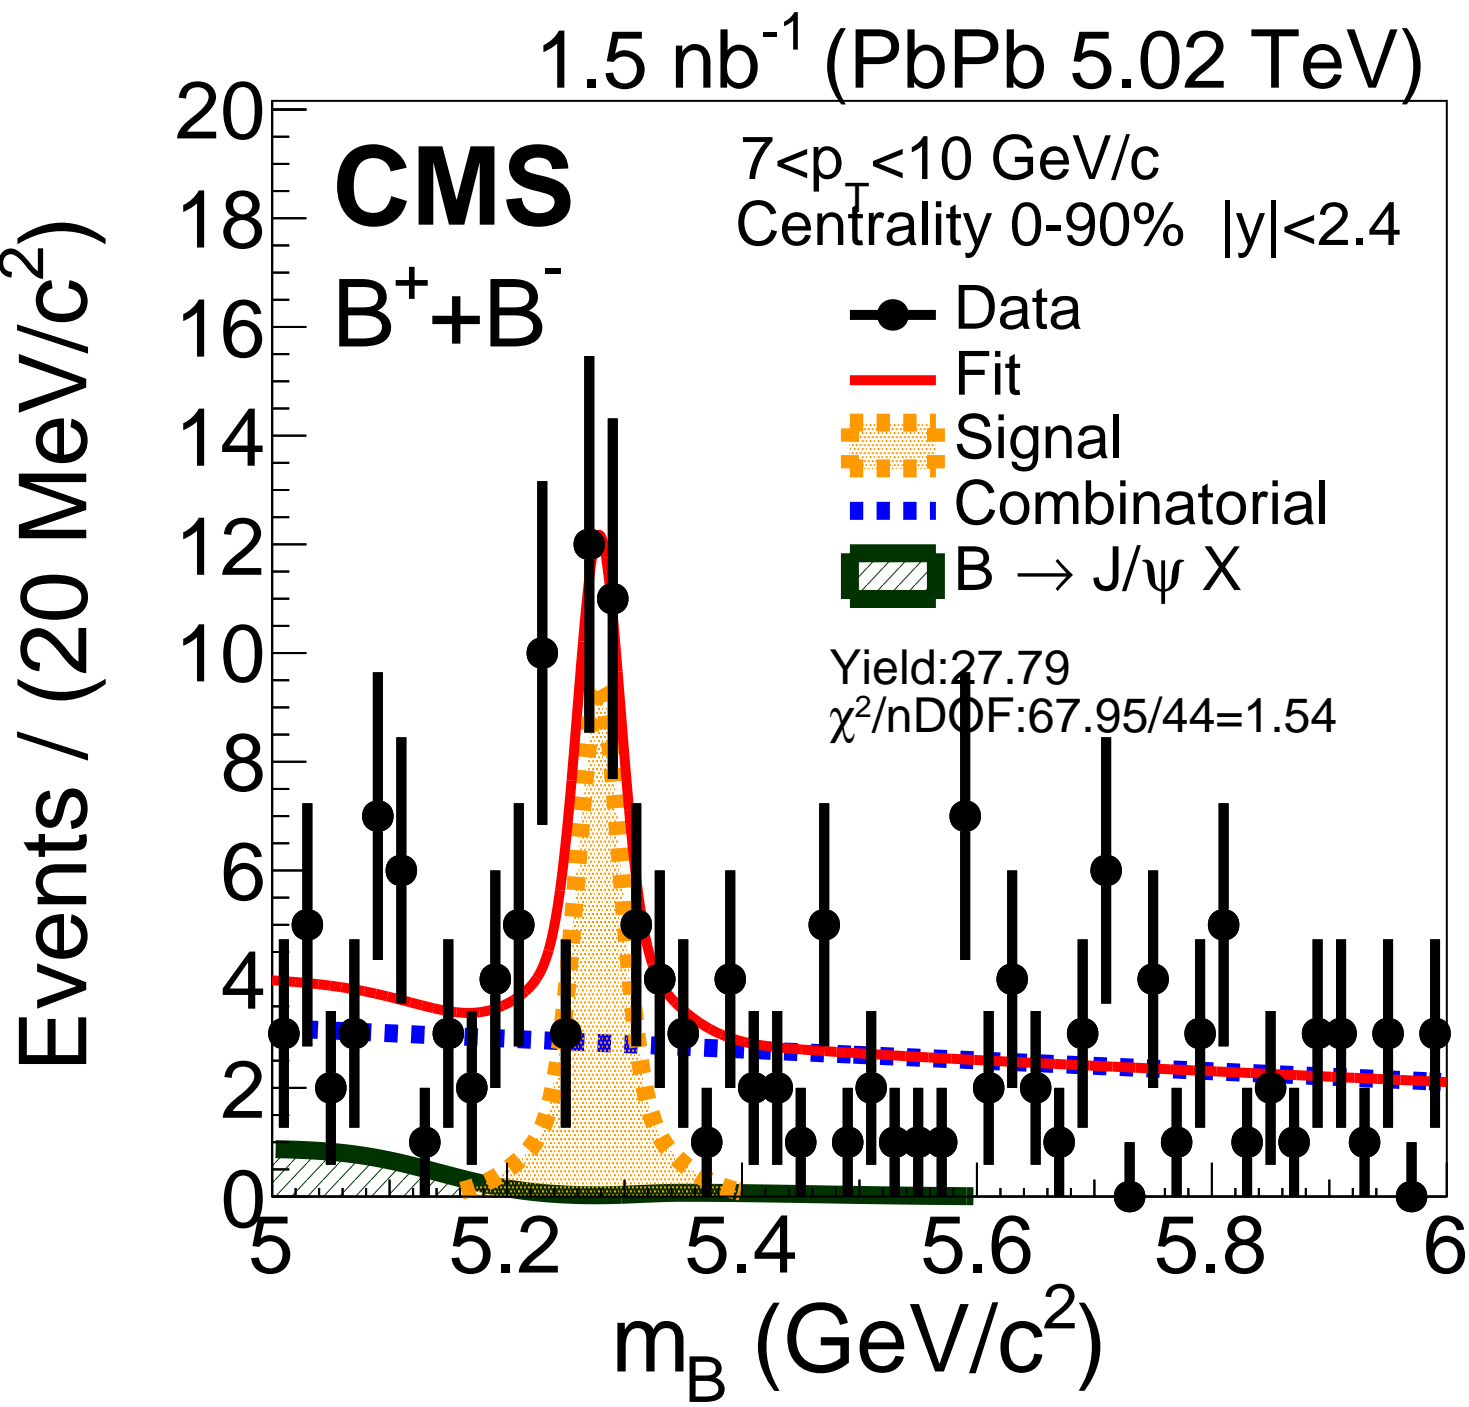 1.5 nb⁻¹ (PbPb 5.02 TeV)
CMS
B⁺+B⁻
7<p_T<10 GeV/c
Centrality 0-90% |y|<2.4
Data
Fit
Signal
Combinatorial
B → J/ψ X
Yield:27.79
χ²/nDOF:67.95/44=1.54
Events / (20 MeV/c²)
20
18
16
14
12
10
8
6
4
2
0
5 5.2 5.4 5.6 5.8 6
m_B (GeV/c²)